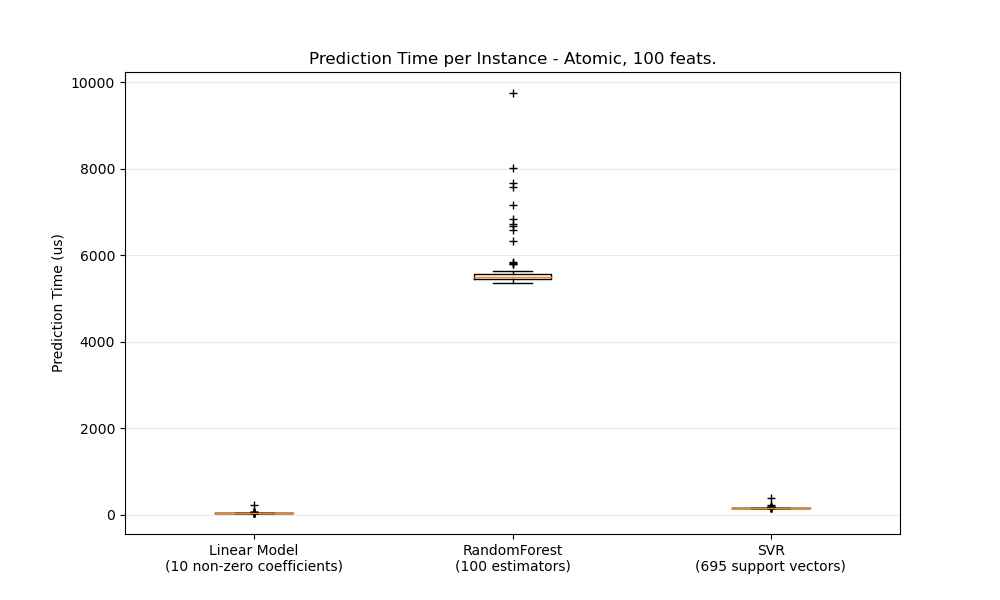 Prediction Time per Instance - Atomic, 100 feats.
Prediction Time (us)
10000
8000
6000
4000
2000
0
Linear Model
(10 non-zero coefficients)
RandomForest
(100 estimators)
SVR
(695 support vectors)